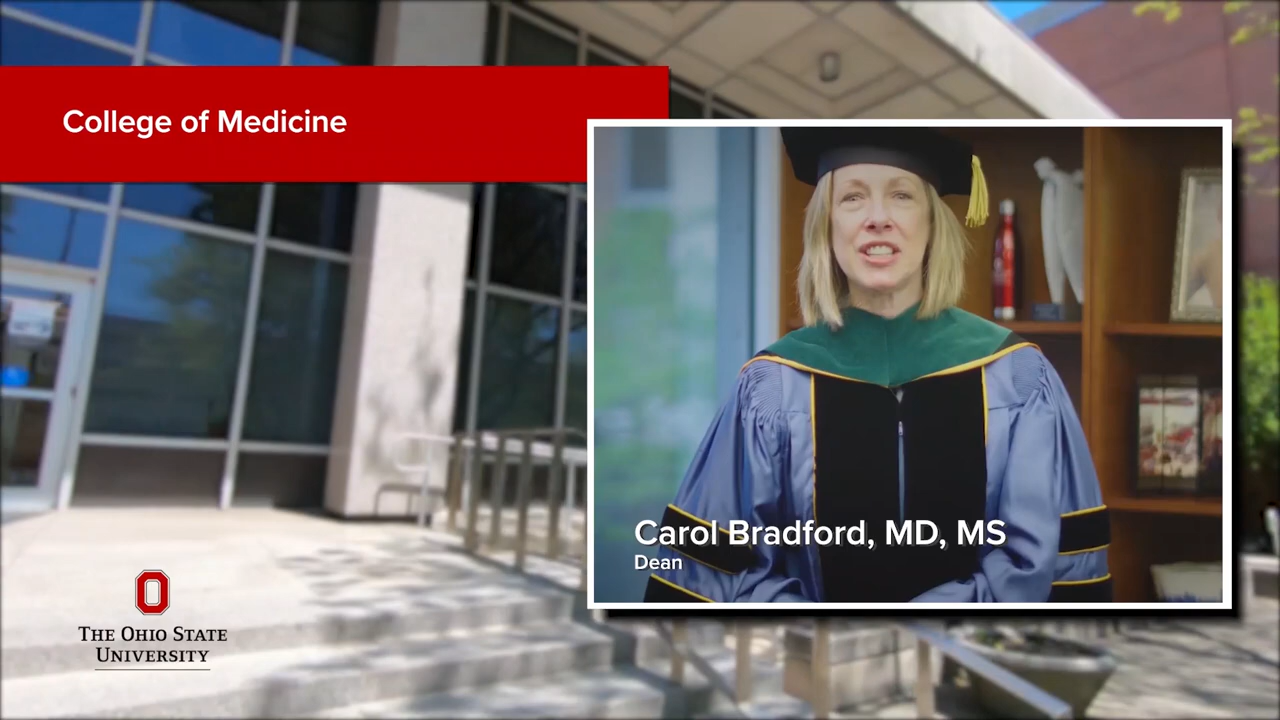 College of Medicine
Carol Bradford, MD, MS
Dean
O
THE OHIO STATE
UNIVERSITY